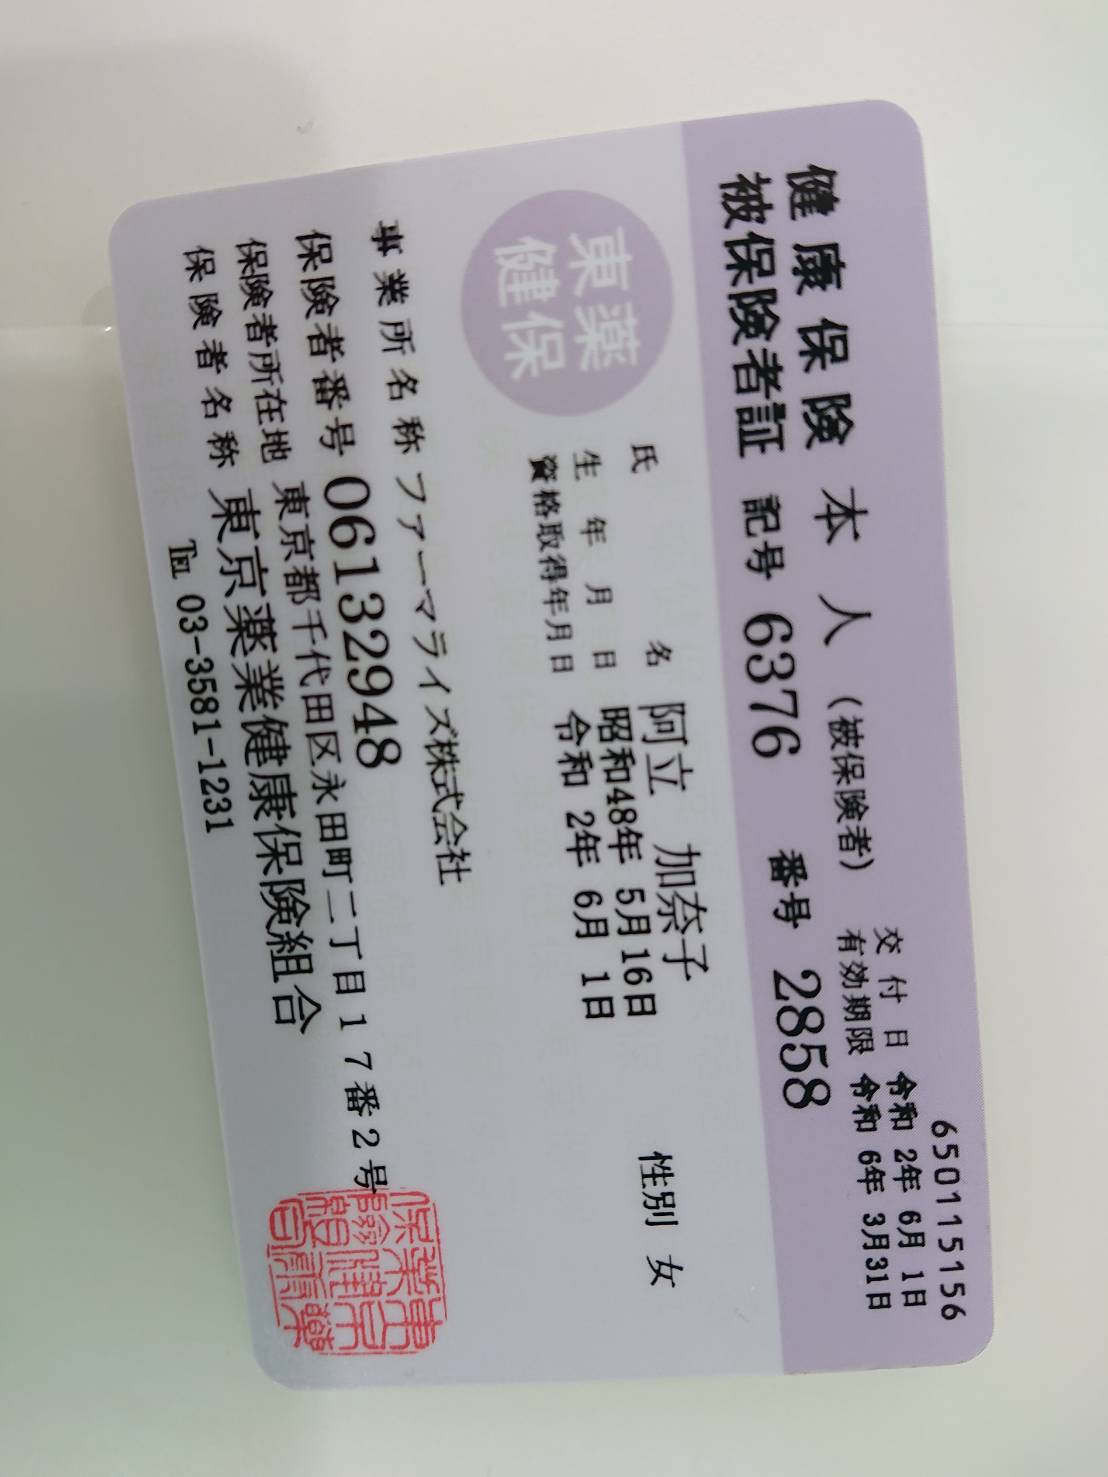 650115156
健康保険 本人（被保険者）
被保険者証 記号 6376 番号 2858
交付日 令和 2年 6月 1日
有効期限 令和 6年 3月31日
東薬
健保
氏名 阿立 加奈子 性別 女
生年月日 昭和48年 5月16日
資格取得年月日 令和 2年 6月 1日
事業所名称 ファーマライズ株式会社
保険者番号 06132948
保険者所在地 東京都千代田区永田町二丁目17番2号
保険者名称 東京薬業健康保険組合
℡ 03-3581-1231